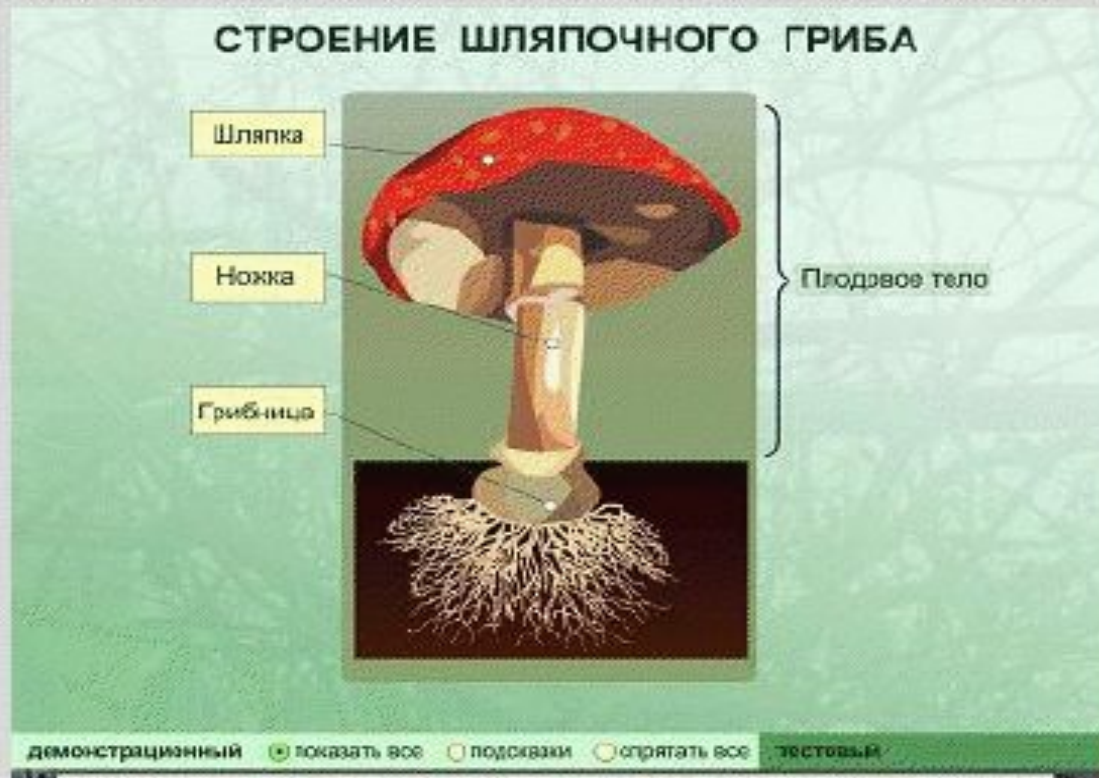 СТРОЕНИЕ ШЛЯПОЧНОГО ГРИБА
Шляпка
Ножка
Грибница
Плодовое тело
демонстрационный показать все подсказки спрятать все тестовый